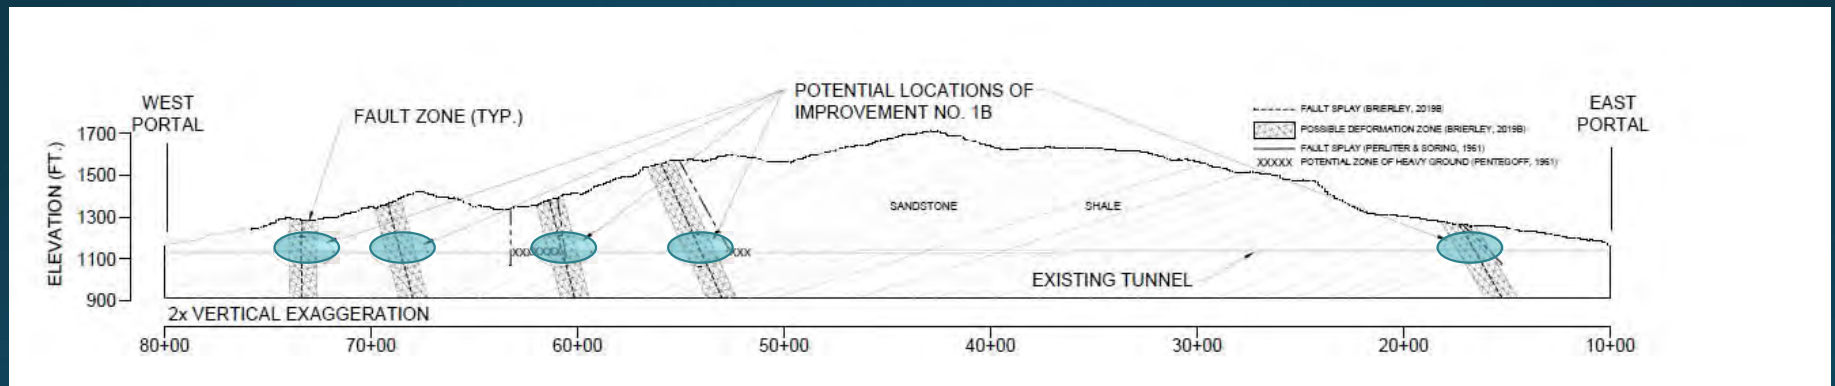 WEST
PORTAL
FAULT ZONE (TYP.)
POTENTIAL LOCATIONS OF
IMPROVEMENT NO. 1B
FAULT SPLAY (BRIERLEY, 2019B)
POSSIBLE DEFORMATION ZONE (BRIERLEY, 2019B)
FAULT SPLAY (PERLITER & SORING, 1961)
XXXXX POTENTIAL ZONE OF HEAVY GROUND (PENTEGOFF, 1961)
EAST
PORTAL
ELEVATION (FT.)
1700
1500
1300
1100
900
SANDSTONE
SHALE
EXISTING TUNNEL
2x VERTICAL EXAGGERATION
80+00
70+00
60+00
50+00
40+00
30+00
20+00
10+00